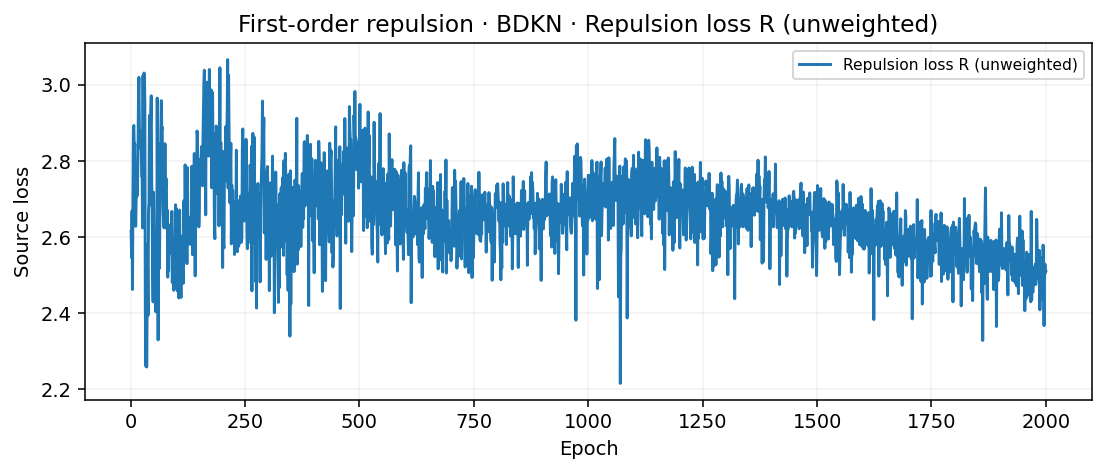 First-order repulsion · BDKN · Repulsion loss R (unweighted)
Repulsion loss R (unweighted)
Source loss
3.0
2.8
2.6
2.4
2.2
0 250 500 750 1000 1250 1500 1750 2000
Epoch